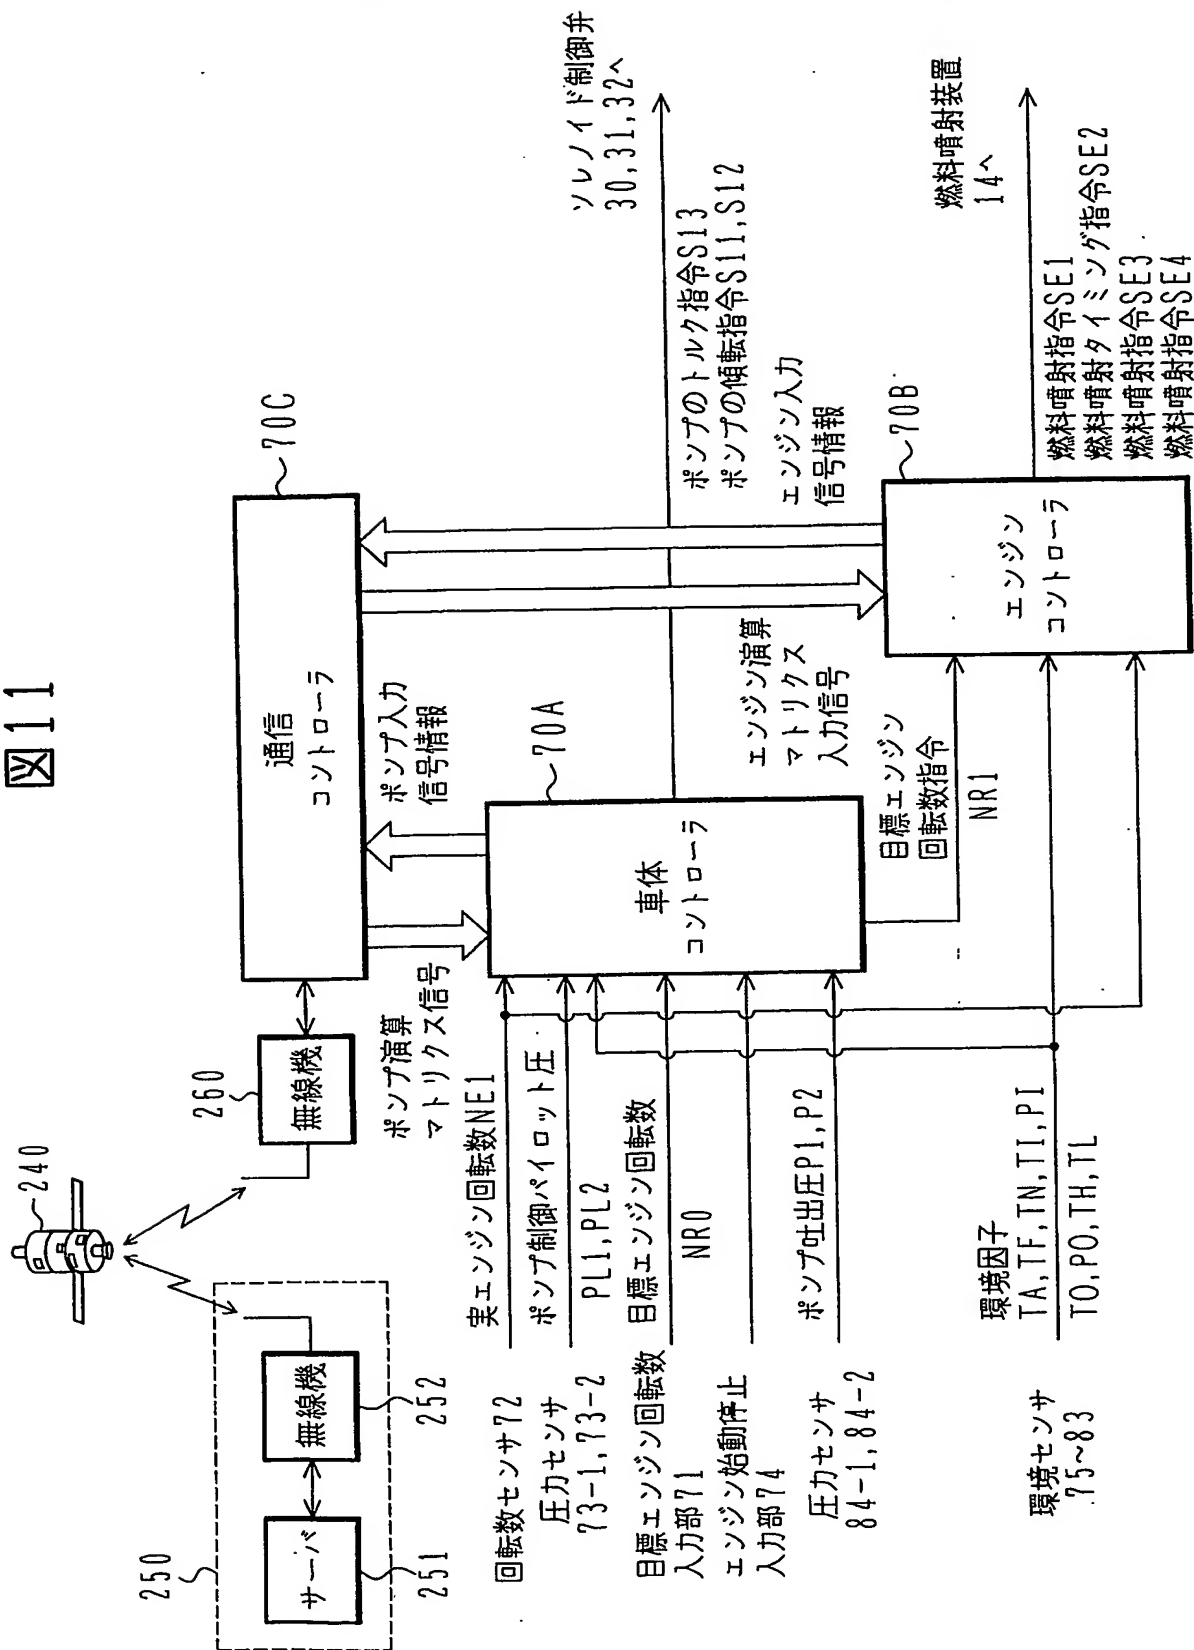 図11
240
250
サーバ
251
無線機
252
無線機
260
通信
コントローラ
70C
ポンプ演算
マトリクス信号
ポンプ入力
信号情報
回転数センサ72
実エンジン回転数NE1
圧力センサ
73-1,73-2
ポンプ制御パイロット圧
PL1,PL2
目標エンジン回転数
入力部71
目標エンジン回転数
NR0
エンジン始動停止
入力部74
圧力センサ
84-1,84-2
ポンプ吐出圧P1,P2
環境センサ
75~83
環境因子
TA,TF,TN,TI,PI
TO,PO,TH,TL
車体
コントローラ
70A
ソレノイド制御弁
30,31,32へ
ポンプのトルク指令S13
ポンプの傾転指令S11,S12
エンジン入力
信号情報
エンジン演算
マトリクス
入力信号
目標エンジン
回転数指令
NR1
エンジン
コントローラ
70B
燃料噴射装置
14へ
燃料噴射指令SE1
燃料噴射タイミング指令SE2
燃料噴射指令SE3
燃料噴射指令SE4